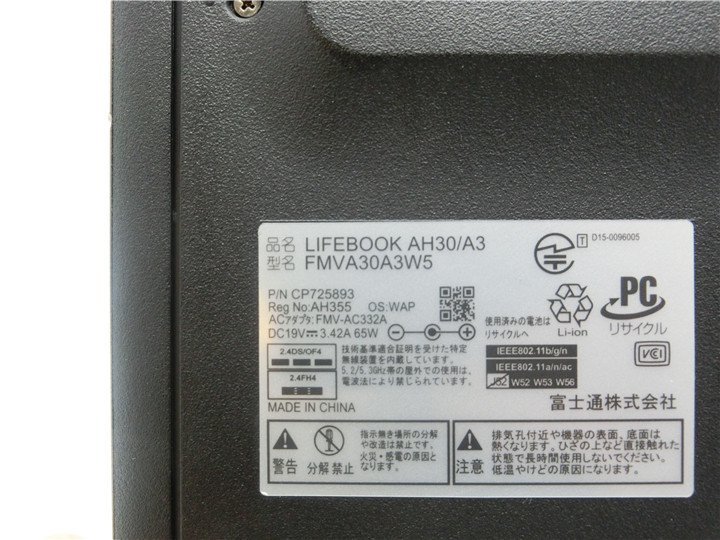 品名 LIFEBOOK AH30/A3
型名 FMVA30A3W5
T D15-0096005
P/N CP725893
Reg No:AH355 OS:WAP
ACアダプタ: FMV-AC332A
DC19V 3.42A 65W
使用済みの電池は
リサイクルへ
Li-ion
PC
リサイクル
2.4DS/OF4
2.4FH4
技術基準適合証明を受けた特定
無線装置を内蔵しています。
5.2/5.3GHz帯の屋外での使用は、
電波法により禁じられています。
IEEE802.11b/g/n
IEEE802.11a/n/ac
J52 W52 W53 W56
VCCI
MADE IN CHINA
富士通株式会社
警告
分解禁止
指示無き場所の分解
や改造は禁止。
火災・感電の原因と
なります。
注意
排気孔付近や機器の表面、底面は
熱くなります。ひざの上など直接触れた
状態で長時間使用しないでください。
低温やけどの原因になります。